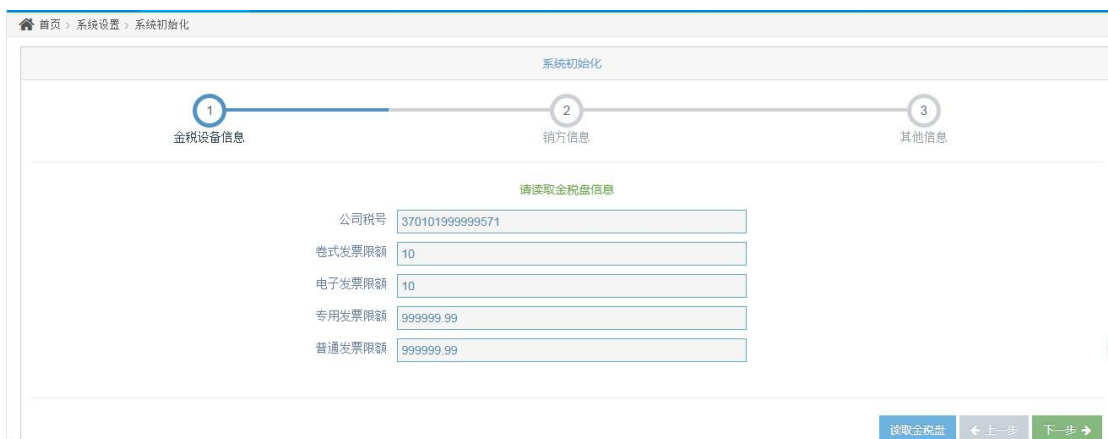 首页 > 系统设置 > 系统初始化
系统初始化
1
2
3
金税设备信息
销方信息
其他信息
请读取金税盘信息
公司税号 370101999999571
卷式发票限额 10
电子发票限额 10
专用发票限额 999999.99
普通发票限额 999999.99
读取金税盘 ← 上一步 下一步 →